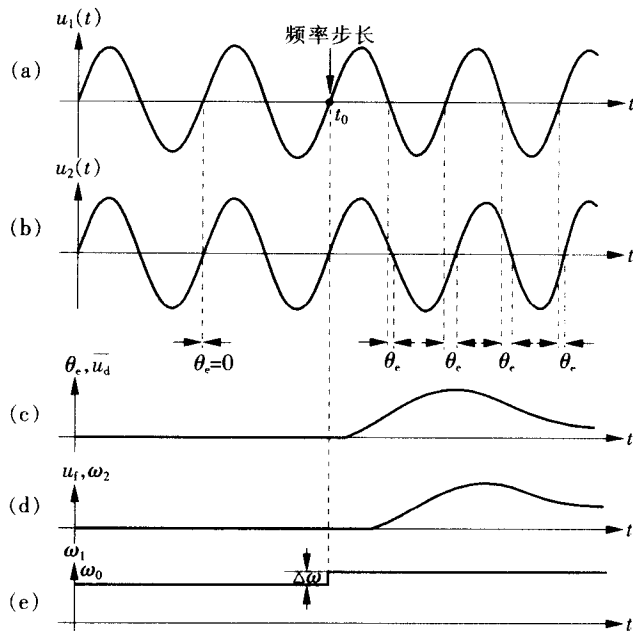 u₁(t)
频率步长
(a)
t₀
t
u₂(t)
(b)
t
θₑ=0
θₑ
θₑ
θₑ
θₑ
θₑ, u̅_d
(c)
t
u_f, ω₂
(d)
t
ω₁
ω₀
Δω
(e)
t